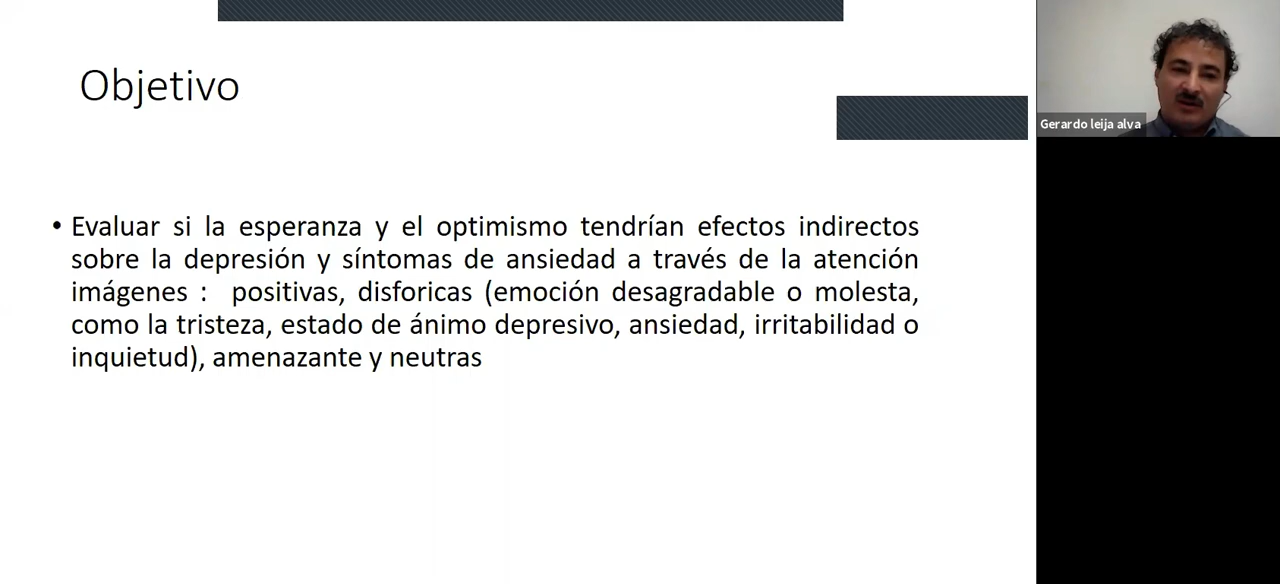 Objetivo
Gerardo leija alva
• Evaluar si la esperanza y el optimismo tendrían efectos indirectos
sobre la depresión y síntomas de ansiedad a través de la atención
imágenes : positivas, disforicas (emoción desagradable o molesta,
como la tristeza, estado de ánimo depresivo, ansiedad, irritabilidad o
inquietud), amenazante y neutras